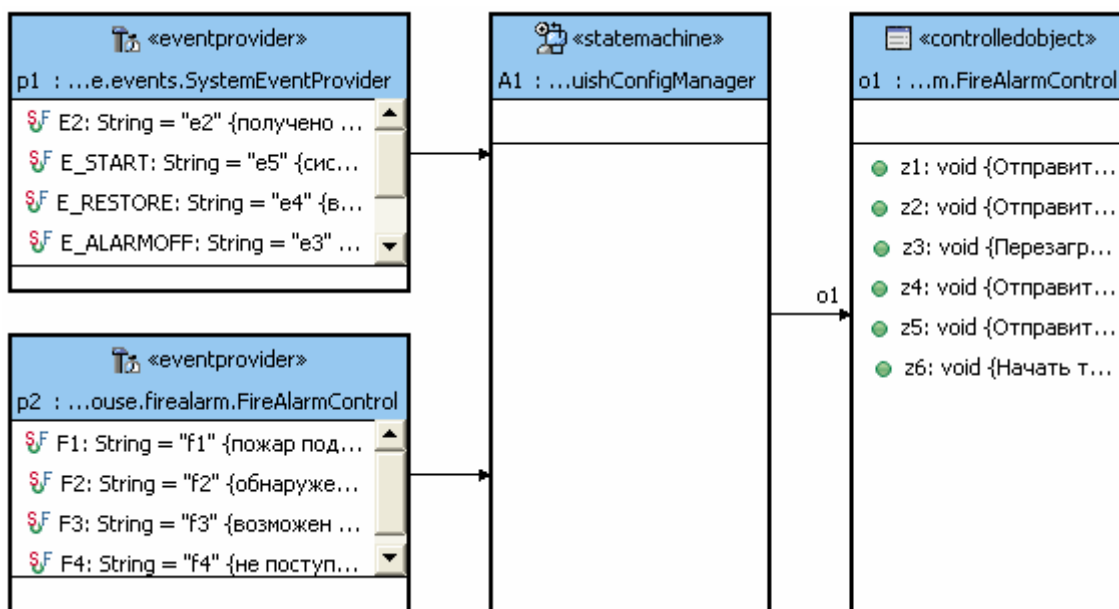 «eventprovider»
p1 : ...e.events.SystemEventProvider
E2: String = "e2" {получено ...
E_START: String = "e5" {сис...
E_RESTORE: String = "e4" {в...
E_ALARMOFF: String = "e3" ...
«eventprovider»
p2 : ...ouse.firealarm.FireAlarmControl
F1: String = "f1" {пожар под...
F2: String = "f2" {обнаруже...
F3: String = "f3" {возможен ...
F4: String = "f4" {не поступ...
«statemachine»
A1 : ...uishConfigManager
o1
«controlledobject»
o1 : ...m.FireAlarmControl
z1: void {Отправит...
z2: void {Отправит...
z3: void {Перезагр...
z4: void {Отправит...
z5: void {Отправит...
z6: void {Начать т...